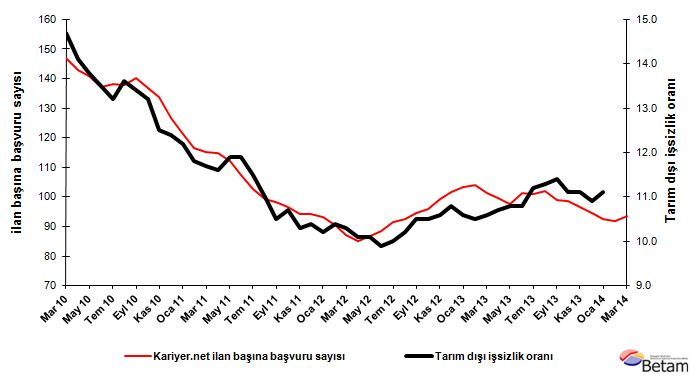 160
150
140
130
120
110
100
90
80
70
15.0
14.0
13.0
12.0
11.0
10.0
9.0
ilan başına başvuru sayısı
Tarım dışı işsizlik oranı
Mar 10
May 10
Tem 10
Eyl 10
Kas 10
Oca 11
Mar 11
May 11
Tem 11
Eyl 11
Kas 11
Oca 12
Mar 12
May 12
Tem 12
Eyl 12
Kas 12
Oca 13
Mar 13
May 13
Tem 13
Eyl 13
Kas 13
Oca 14
Mar 14
Kariyer.net ilan başına başvuru sayısı
Tarım dışı işsizlik oranı
Betam